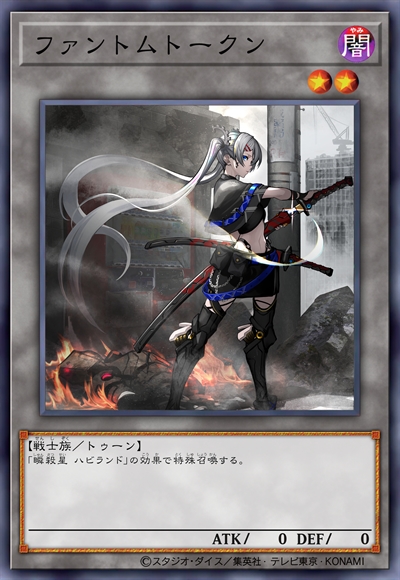 ファントムトークン
闇
やみ
【戦士族／トゥーン】
「瞬殺星 ハビランド」の効果で特殊召喚する。
ATK/ 0 DEF/ 0
©スタジオ・ダイス／集英社・テレビ東京・KONAMI